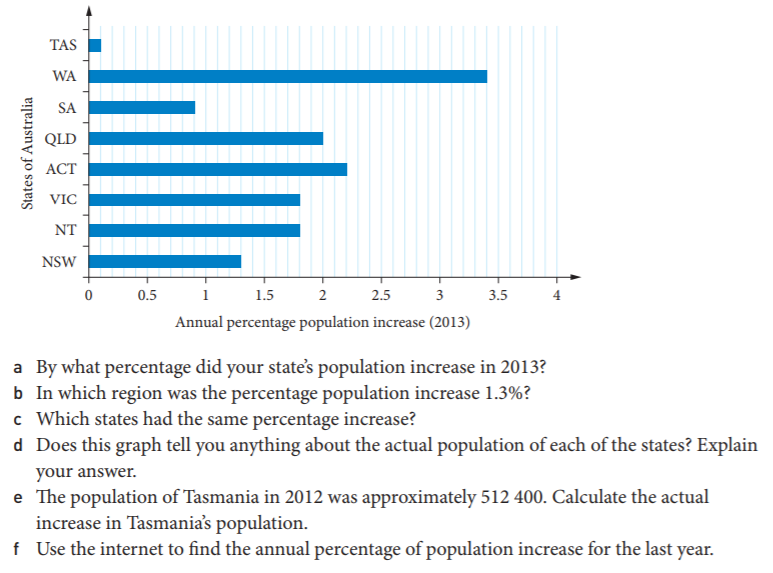 States of Australia
TAS
WA
SA
QLD
ACT
VIC
NT
NSW
0 0.5 1 1.5 2 2.5 3 3.5 4
Annual percentage population increase (2013)
a By what percentage did your state’s population increase in 2013?
b In which region was the percentage population increase 1.3%?
c Which states had the same percentage increase?
d Does this graph tell you anything about the actual population of each of the states? Explain
your answer.
e The population of Tasmania in 2012 was approximately 512 400. Calculate the actual
increase in Tasmania’s population.
f Use the internet to find the annual percentage of population increase for the last year.